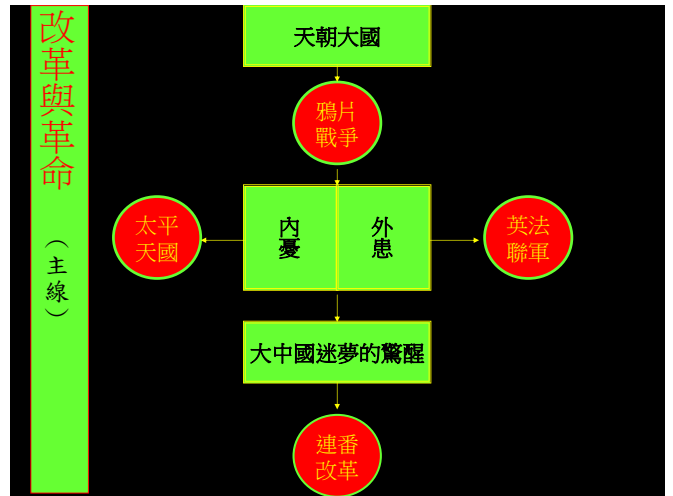 改革與革命
（主線）
天朝大國
鴉片
戰爭
太平
天國
內憂
外患
英法
聯軍
大中國迷夢的驚醒
連番
改革